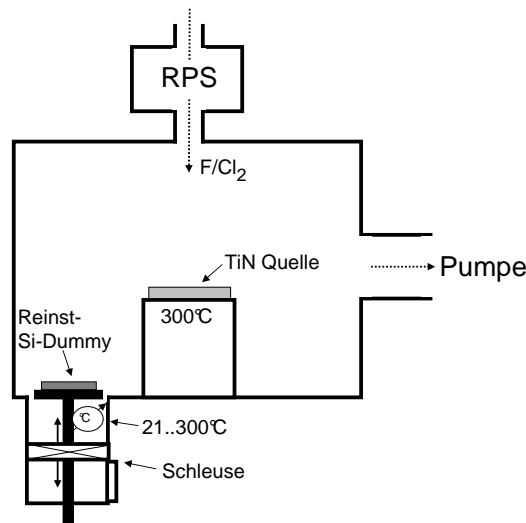 RPS
F/Cl2
TiN Quelle
Pumpe
300°C
Reinst-
Si-Dummy
°C
21..300°C
Schleuse